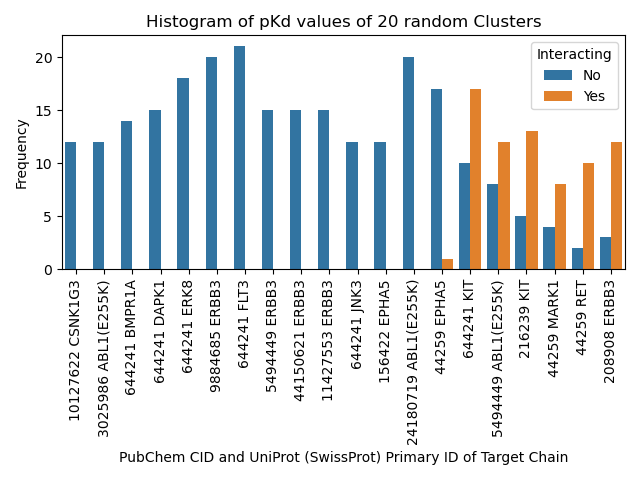 Histogram of pKd values of 20 random Clusters
Interacting
No
Yes
Frequency
20
15
10
5
0
10127622 CSNK1G3
3025986 ABL1(E255K)
644241 BMPR1A
644241 DAPK1
644241 ERK8
9884685 ERBB3
644241 FLT3
5494449 ERBB3
44150621 ERBB3
11427553 ERBB3
644241 JNK3
156422 EPHA5
24180719 ABL1(E255K)
44259 EPHA5
644241 KIT
5494449 ABL1(E255K)
216239 KIT
44259 MARK1
44259 RET
208908 ERBB3
PubChem CID and UniProt (SwissProt) Primary ID of Target Chain